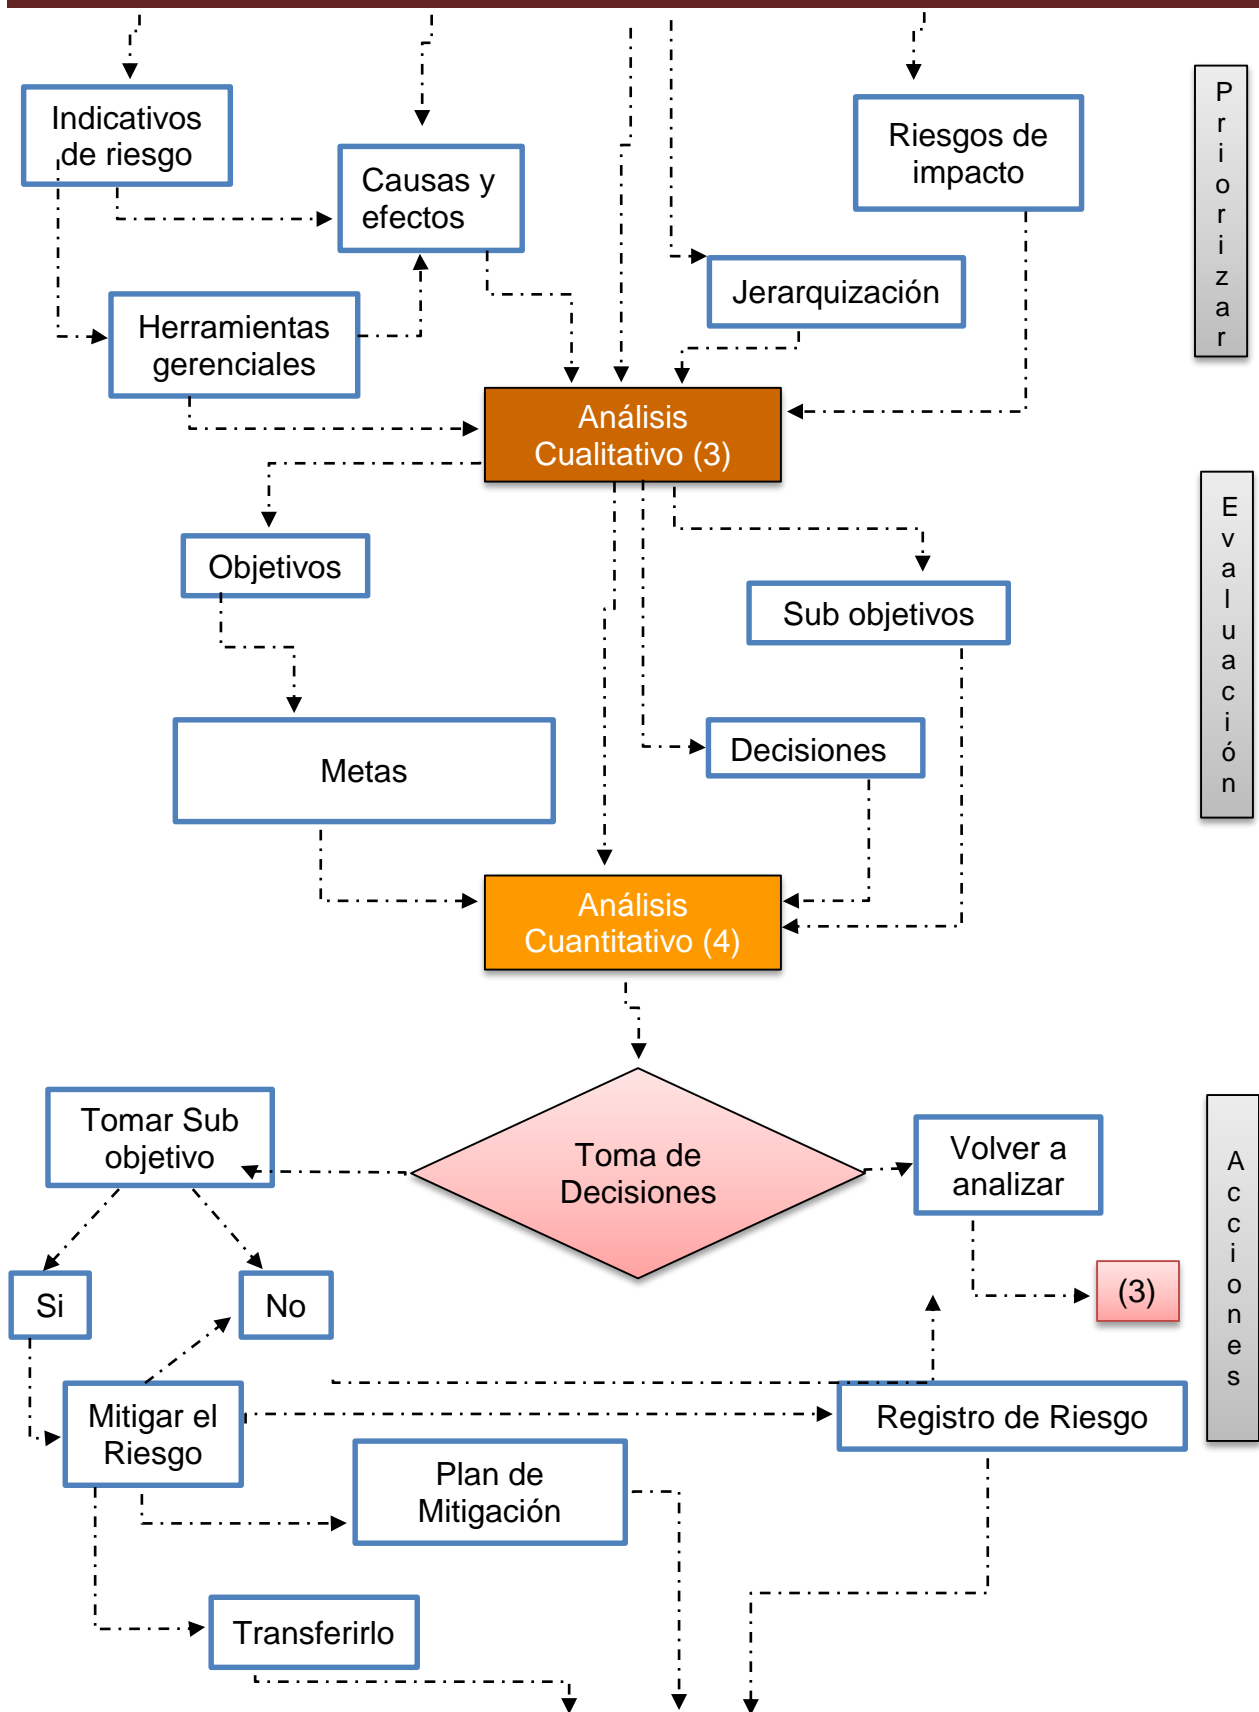 Indicativos
de riesgo
Causas y
efectos
Riesgos de
impacto
Priorizar
Jerarquización
Herramientas
gerenciales
Análisis
Cualitativo (3)
Evaluación
Objetivos
Sub objetivos
Metas
Decisiones
Análisis
Cuantitativo (4)
Tomar Sub
objetivo
Toma de
Decisiones
Volver a
analizar
Acciones
Si
No
(3)
Mitigar el
Riesgo
Registro de Riesgo
Plan de
Mitigación
Transferirlo